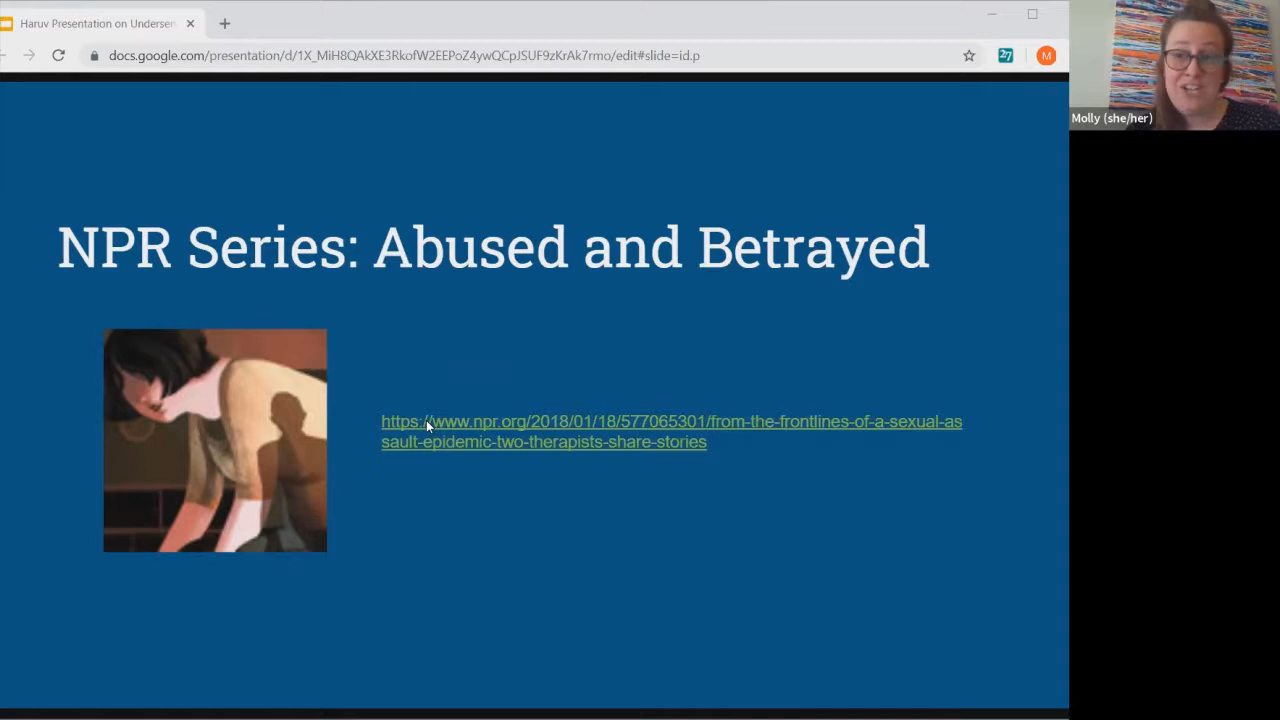 Haruv Presentation on Undersen
docs.google.com/presentation/d/1X_MiH8QAkXE3RkofW2EEPoZ4ywQCpJSUF9zKrAk7rmo/edit#slide=id.p
27
M
Molly (she/her)
NPR Series: Abused and Betrayed
https://www.npr.org/2018/01/18/577065301/from-the-frontlines-of-a-sexual-as
sault-epidemic-two-therapists-share-stories